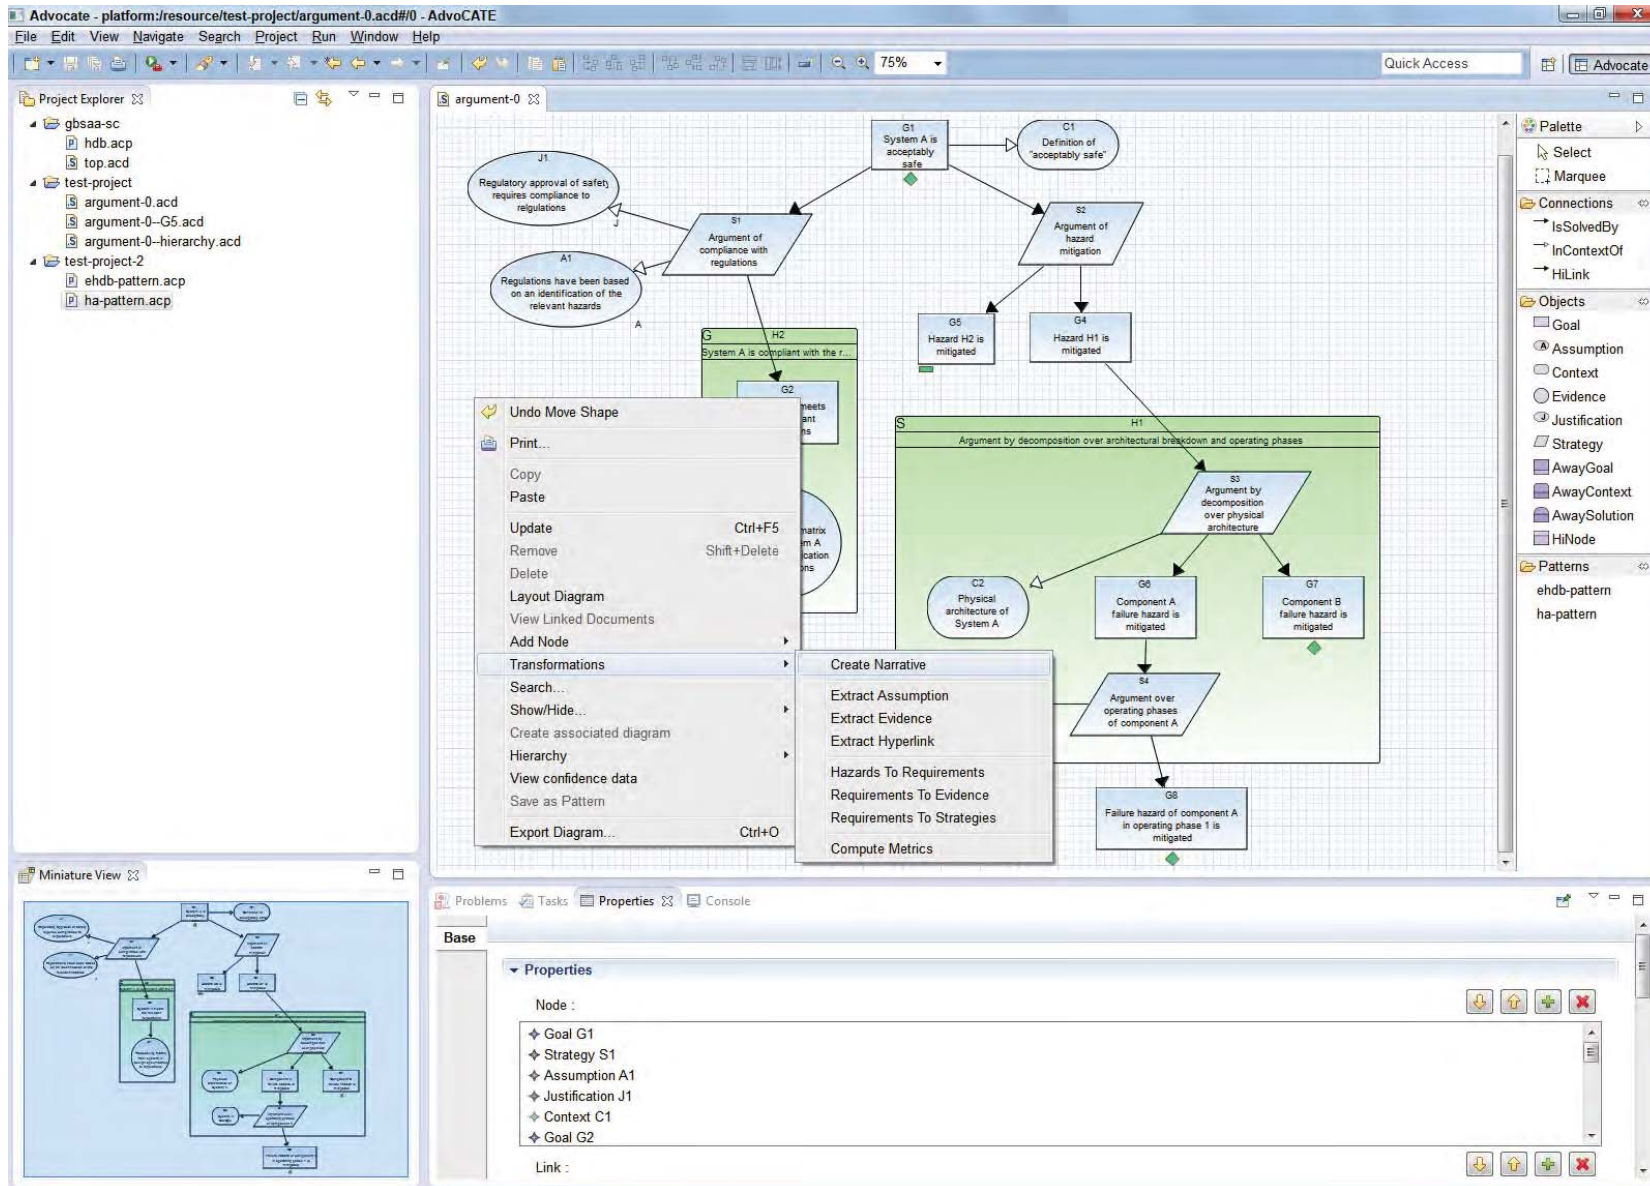 Advocate - platform:/resource/test-project/argument-0.acd#/0 - AdvoCATE
File Edit View Navigate Search Project Run Window Help
75%
Quick Access
Advocate
Project Explorer
gbsaa-sc
hdb.acp
top.acd
test-project
argument-0.acd
argument-0--G5.acd
argument-0--hierarchy.acd
test-project-2
ehdb-pattern.acp
ha-pattern.acp
argument-0
G1
System A is
acceptably
safe
C1
Definition of
"acceptably safe"
J1
Regulatory approval of safety
requires compliance to
relgulations
J
S1
Argument of
compliance with
regulations
S2
Argument of
hazard
mitigation
A1
Regulations have been based
on an identification of the
relevant hazards
A
G5
Hazard H2 is
mitigated
G4
Hazard H1 is
mitigated
G
H2
System A is compliant with the r...
G2
meets
S
H1
Argument by decomposition over architectural breakdown and operating phases
S3
Argument by
decomposition
over physical
architecture
C2
Physical
architecture of
System A
G6
Component A
failure hazard is
mitigated
G7
Component B
failure hazard is
mitigated
S4
Argument over
operating phases
of component A
G8
Failure hazard of component A
in operating phase 1 is
mitigated
Undo Move Shape
Print...
Copy
Paste
Update Ctrl+F5
Remove Shift+Delete
Delete
Layout Diagram
View Linked Documents
Add Node
Transformations
Search...
Show/Hide...
Create associated diagram
Hierarchy
View confidence data
Save as Pattern
Export Diagram... Ctrl+O
Create Narrative
Extract Assumption
Extract Evidence
Extract Hyperlink
Hazards To Requirements
Requirements To Evidence
Requirements To Strategies
Compute Metrics
Palette
Select
Marquee
Connections
IsSolvedBy
InContextOf
HiLink
Objects
Goal
Assumption
Context
Evidence
Justification
Strategy
AwayGoal
AwayContext
AwaySolution
HiNode
Patterns
ehdb-pattern
ha-pattern
Miniature View
Problems Tasks Properties Console
Base
Properties
Node :
Goal G1
Strategy S1
Assumption A1
Justification J1
Context C1
Goal G2
Link :